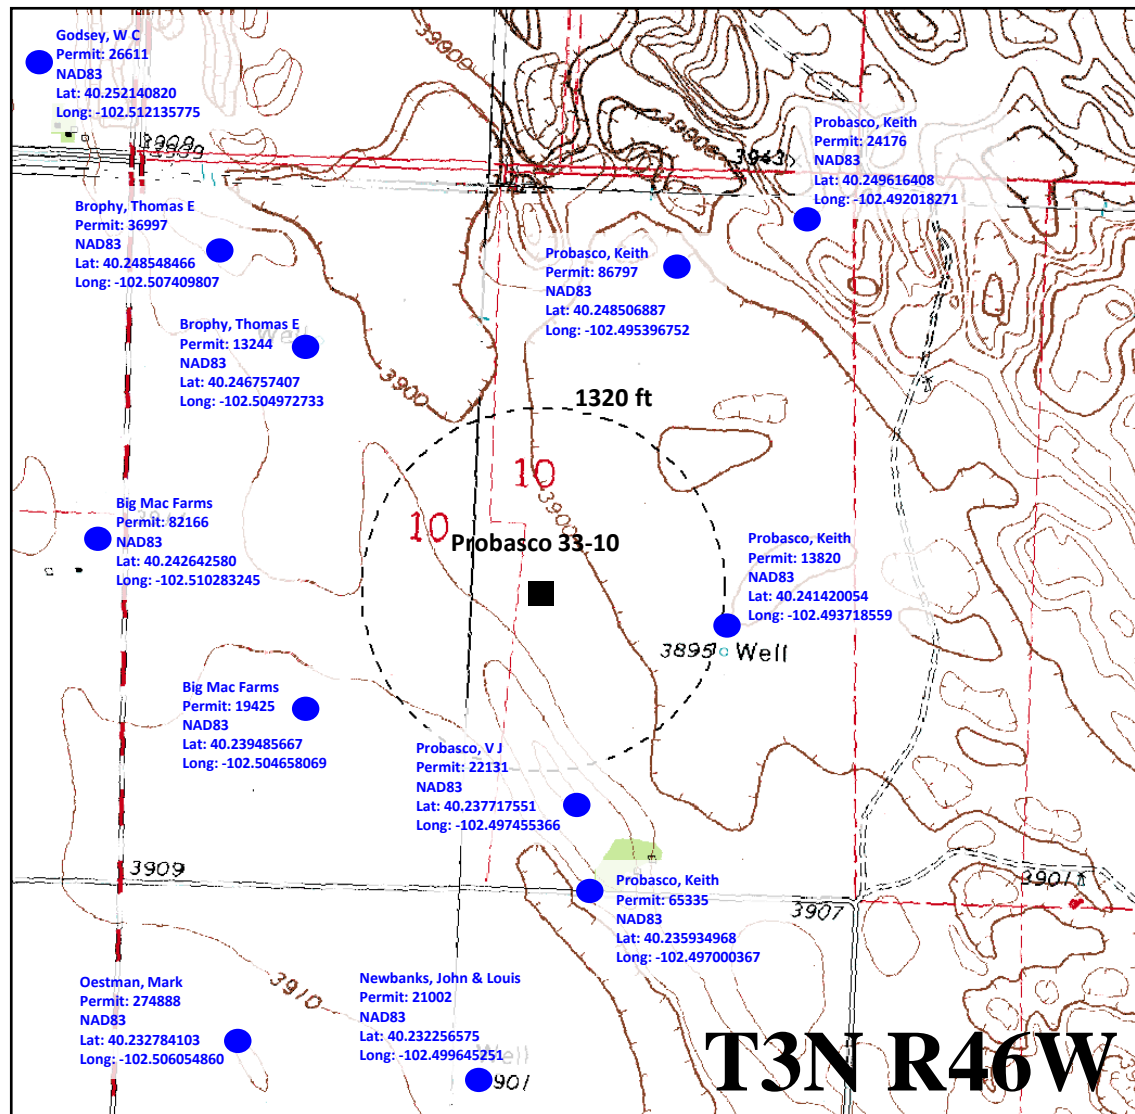 Godsey, W C
Permit: 26611
NAD83
Lat: 40.252140820
Long: -102.512135775
3900
3943
Probasco, Keith
Permit: 24176
NAD83
Lat: 40.249616408
Long: -102.492018271
Brophy, Thomas E
Permit: 36997
NAD83
Lat: 40.248548466
Long: -102.507409807
Probasco, Keith
Permit: 86797
NAD83
Lat: 40.248506887
Long: -102.495396752
Brophy, Thomas E
Permit: 13244
NAD83
Lat: 40.246757407
Long: -102.504972733
3900
1320 ft
10
10
3900
Big Mac Farms
Permit: 82166
NAD83
Lat: 40.242642580
Long: -102.510283245
Probasco 33-10
Probasco, Keith
Permit: 13820
NAD83
Lat: 40.241420054
Long: -102.493718559
3895 Well
Big Mac Farms
Permit: 19425
NAD83
Lat: 40.239485667
Long: -102.504658069
Probasco, V J
Permit: 22131
NAD83
Lat: 40.237717551
Long: -102.497455366
3909
Probasco, Keith
Permit: 65335
NAD83
Lat: 40.235934968
Long: -102.497000367
3907
3901
Oestman, Mark
Permit: 274888
NAD83
Lat: 40.232784103
Long: -102.506054860
3910
Newbanks, John & Louis
Permit: 21002
NAD83
Lat: 40.232256575
Long: -102.499645251
Well
901
T3N R46W